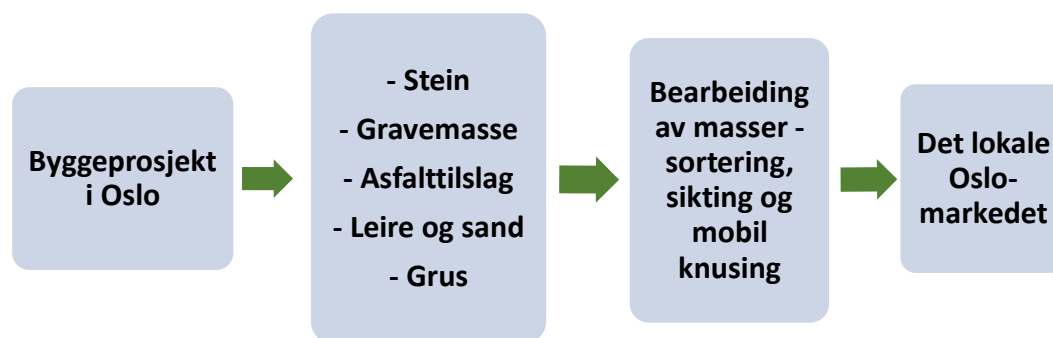 Byggeprosjekt
i Oslo
- Stein
- Gravemasse
- Asfalttilslag
- Leire og sand
- Grus
Bearbeiding
av masser -
sortering,
sikting og
mobil
knusing
Det lokale
Oslo-
markedet